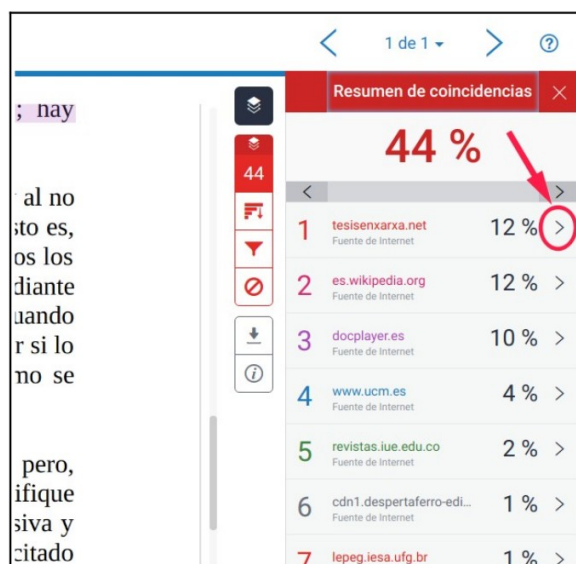 1 de 1
?
; hay
al no
sto es,
os los
diante
uando
r si lo
no se
pero,
ifique
siva y
citado
44
i
Resumen de coincidencias
44 %
1 tesisenxarxa.net 12 %
Fuente de Internet
2 es.wikipedia.org 12 %
Fuente de Internet
3 docplayer.es 10 %
Fuente de Internet
4 www.ucm.es 4 %
Fuente de Internet
5 revistas.iue.edu.co 2 %
Fuente de Internet
6 cdn1.despertaferro-edi... 1 %
Fuente de Internet
7 lepeg.iesa.ufg.br 1 %